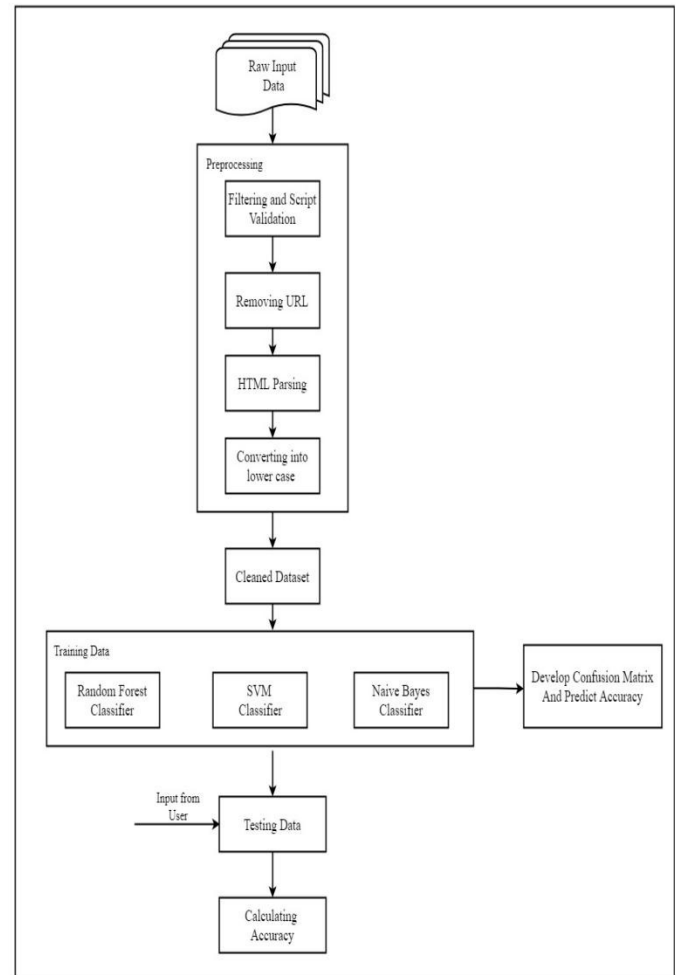 Raw Input
Data
Preprocessing
Filtering and Script
Validation
Removing URL
HTML Parsing
Converting into
lower case
Cleaned Dataset
Training Data
Random Forest
Classifier
SVM
Classifier
Naive Bayes
Classifier
Develop Confusion Matrix
And Predict Accuracy
Input from
User
Testing Data
Calculating
Accuracy